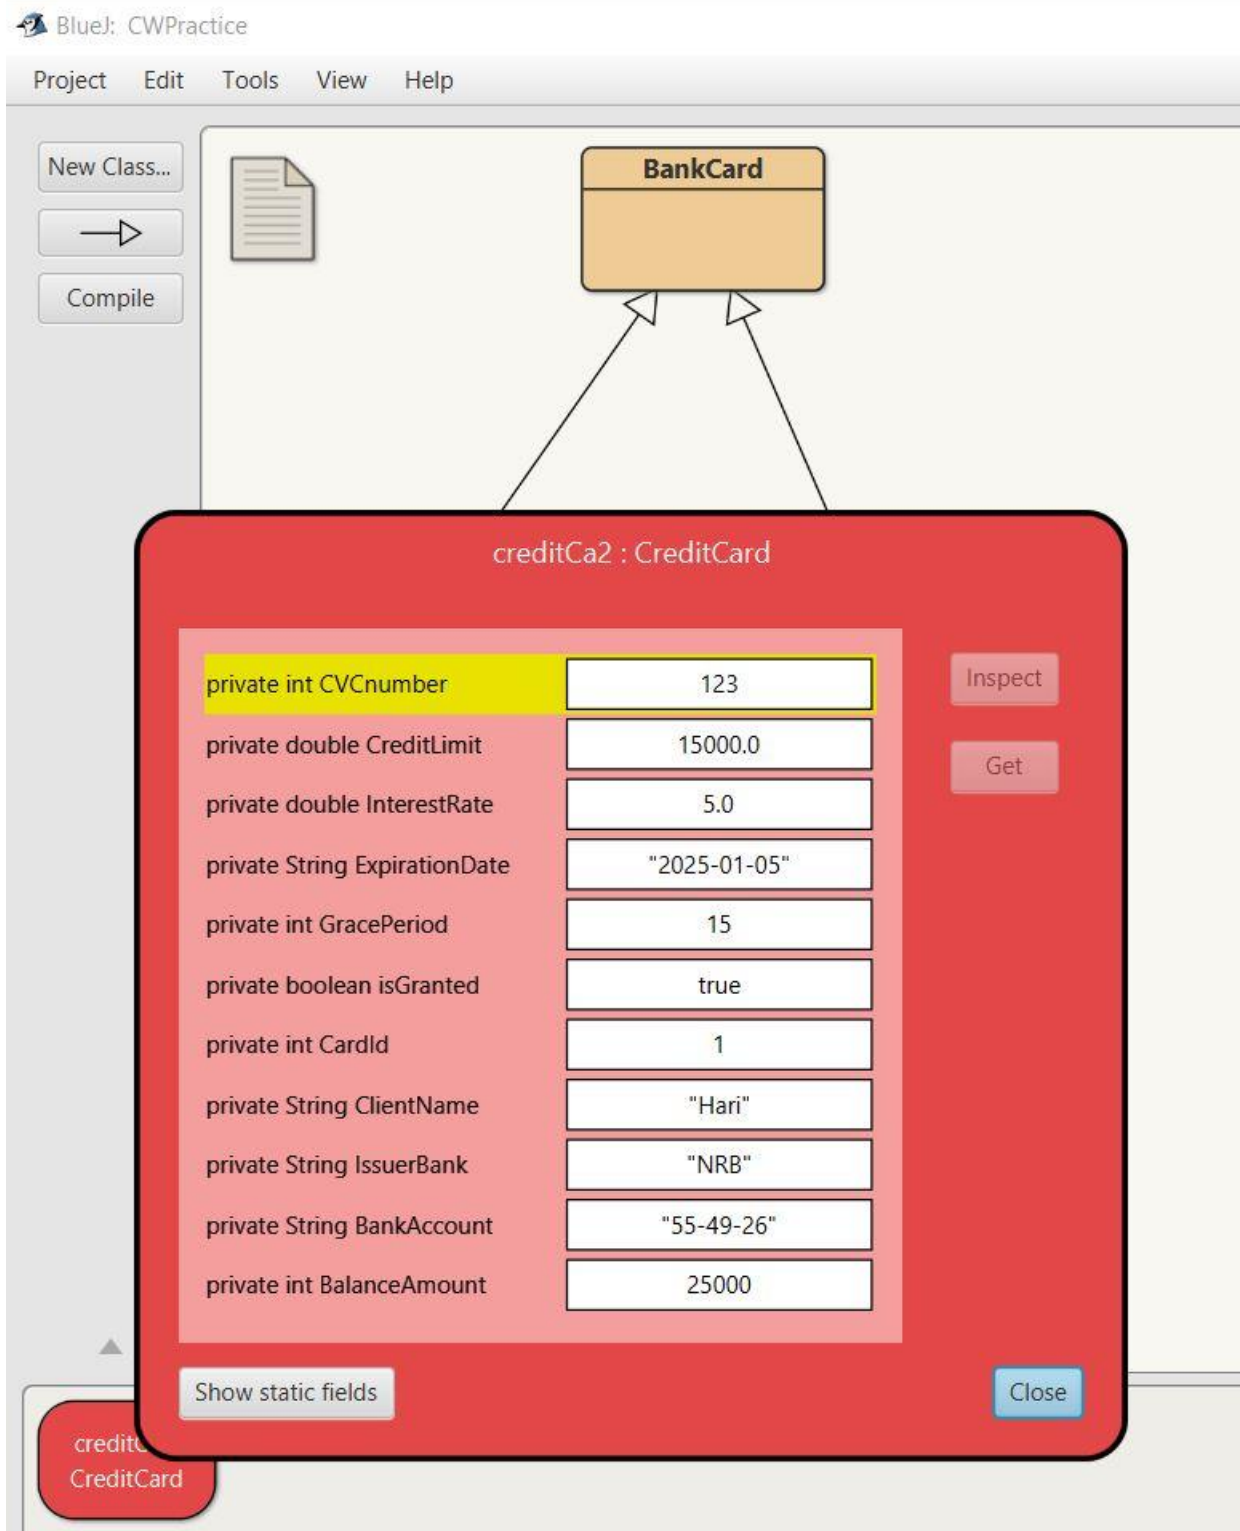 BlueJ: CWPractice
Project Edit Tools View Help
New Class...
Compile
BankCard
creditCa2 : CreditCard
private int CVCnumber 123
private double CreditLimit 15000.0
private double InterestRate 5.0
private String ExpirationDate "2025-01-05"
private int GracePeriod 15
private boolean isGranted true
private int CardId 1
private String ClientName "Hari"
private String IssuerBank "NRB"
private String BankAccount "55-49-26"
private int BalanceAmount 25000
Inspect
Get
Show static fields
Close
CreditCard